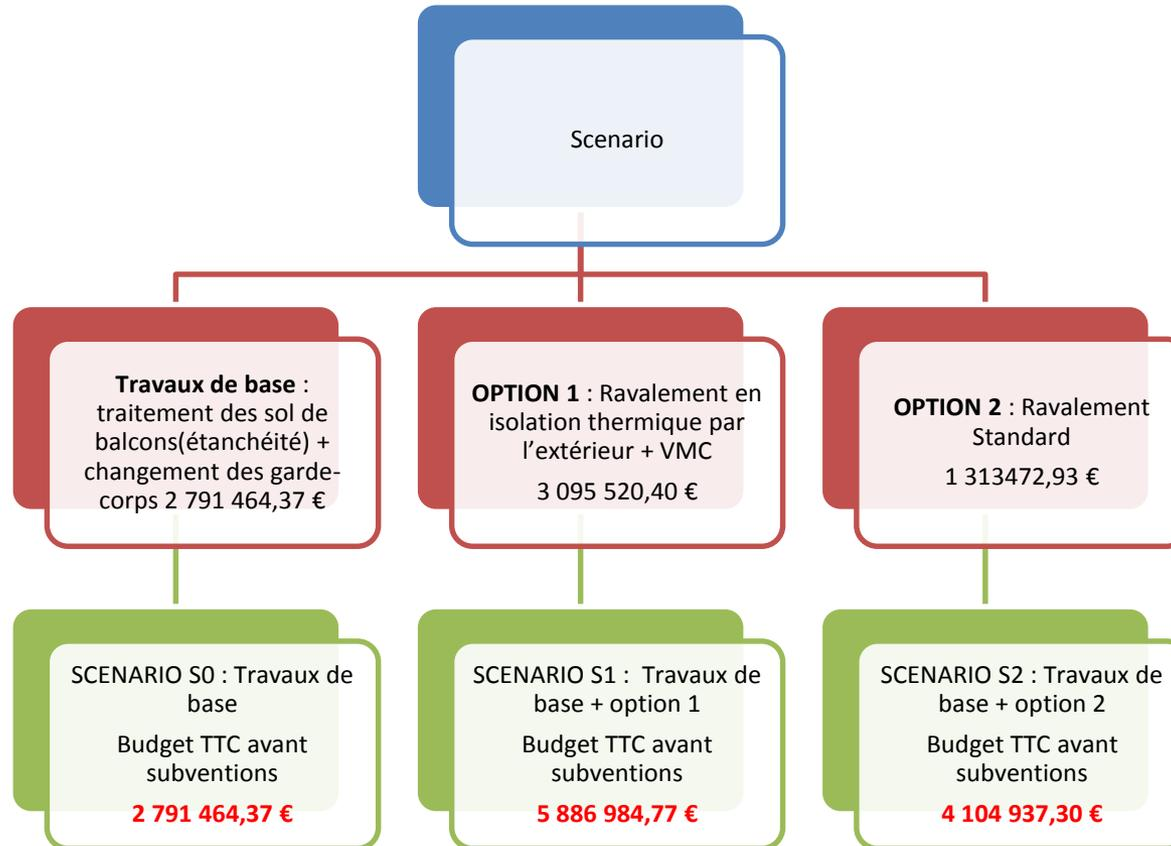 Scenario
Travaux de base :
traitement des sol de
balcons(étanchéité) +
changement des garde-
corps 2 791 464,37 €
OPTION 1 : Ravalement en
isolation thermique par
l’extérieur + VMC
3 095 520,40 €
OPTION 2 : Ravalement
Standard
1 313472,93 €
SCENARIO S0 : Travaux de
base
Budget TTC avant
subventions
2 791 464,37 €
SCENARIO S1 :  Travaux de
base + option 1
Budget TTC avant
subventions
5 886 984,77 €
SCENARIO S2 : Travaux de
base + option 2
Budget TTC avant
subventions
4 104 937,30 €